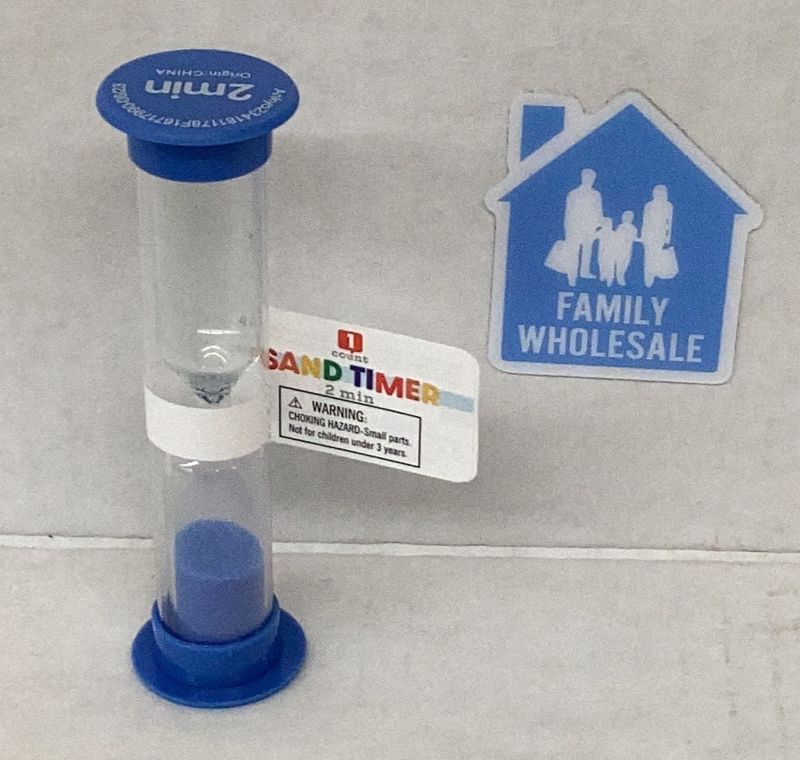 2min
Origin:CHINA
1
count
SAND TIMER
2 min
WARNING:
CHOKING HAZARD-Small parts.
Not for children under 3 years.
FAMILY
WHOLESALE